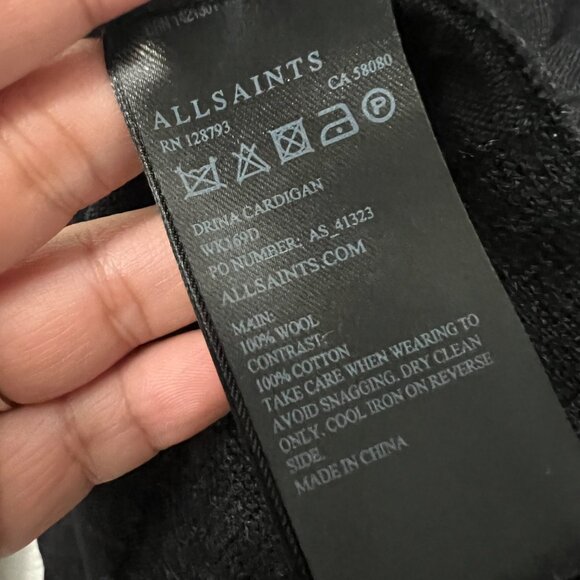 ALLSAINTS
RN 128793
CA 58080
P
DRINA CARDIGAN
WK169D
PO NUMBER: AS_41323
ALLSAINTS.COM
MAIN:
100% WOOL
CONTRAST:
100% COTTON
TAKE CARE WHEN WEARING TO
AVOID SNAGGING. DRY CLEAN
ONLY. COOL IRON ON REVERSE
SIDE.
MADE IN CHINA